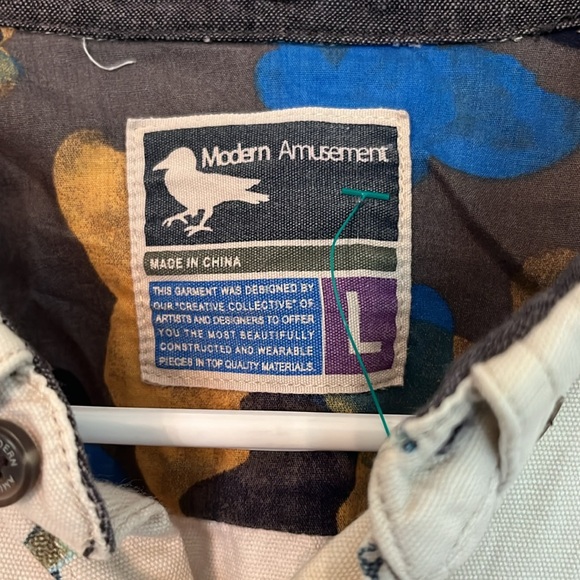 Modern Amusement
MADE IN CHINA
THIS GARMENT WAS DESIGNED BY
OUR "CREATIVE COLLECTIVE" OF
ARTISTS AND DESIGNERS TO OFFER
YOU THE MOST BEAUTIFULLY
CONSTRUCTED AND WEARABLE
PIECES IN TOP QUALITY MATERIALS.
L